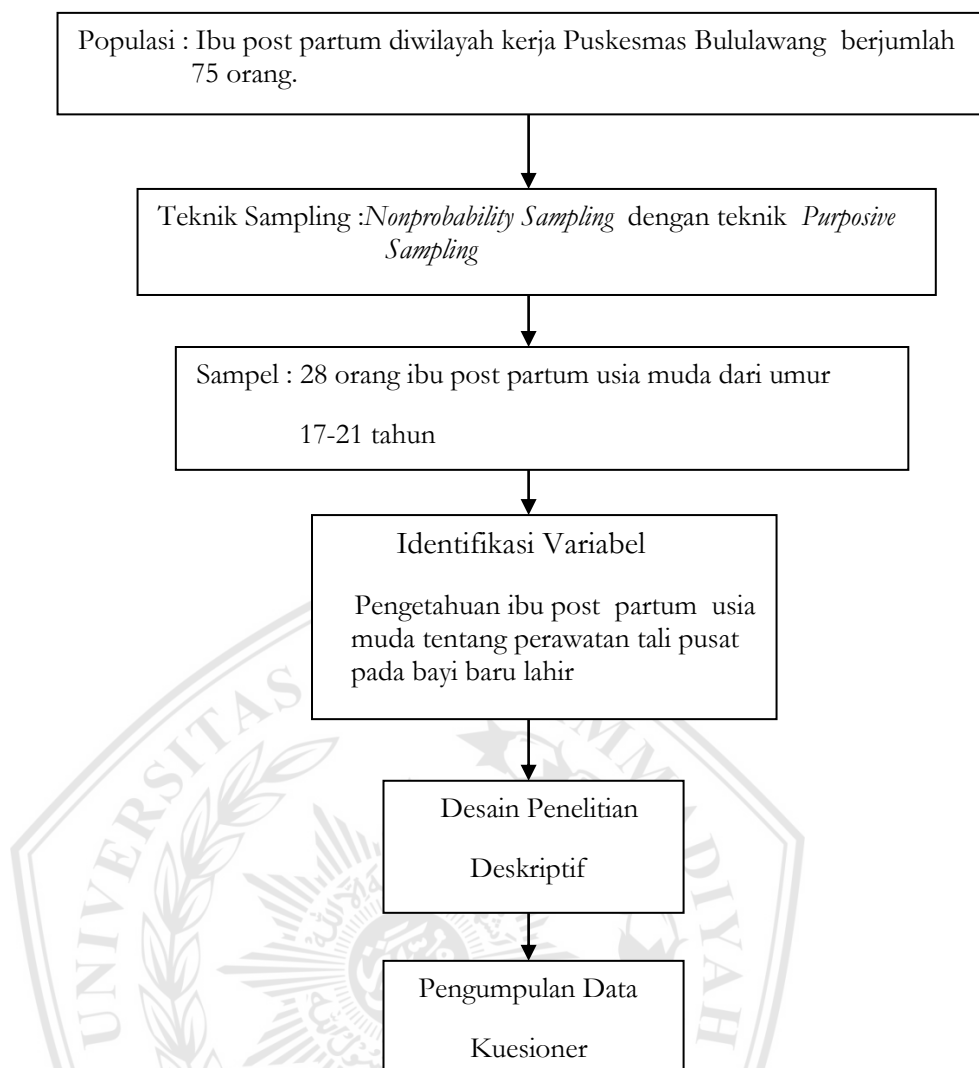 Populasi : Ibu post partum diwilayah kerja Puskesmas Bululawang berjumlah
75 orang.
Teknik Sampling :Nonprobability Sampling dengan teknik Purposive
Sampling
Sampel : 28 orang ibu post partum usia muda dari umur
17-21 tahun
Identifikasi Variabel
Pengetahuan ibu post partum usia
muda tentang perawatan tali pusat
pada bayi baru lahir
Desain Penelitian
Deskriptif
Pengumpulan Data
Kuesioner